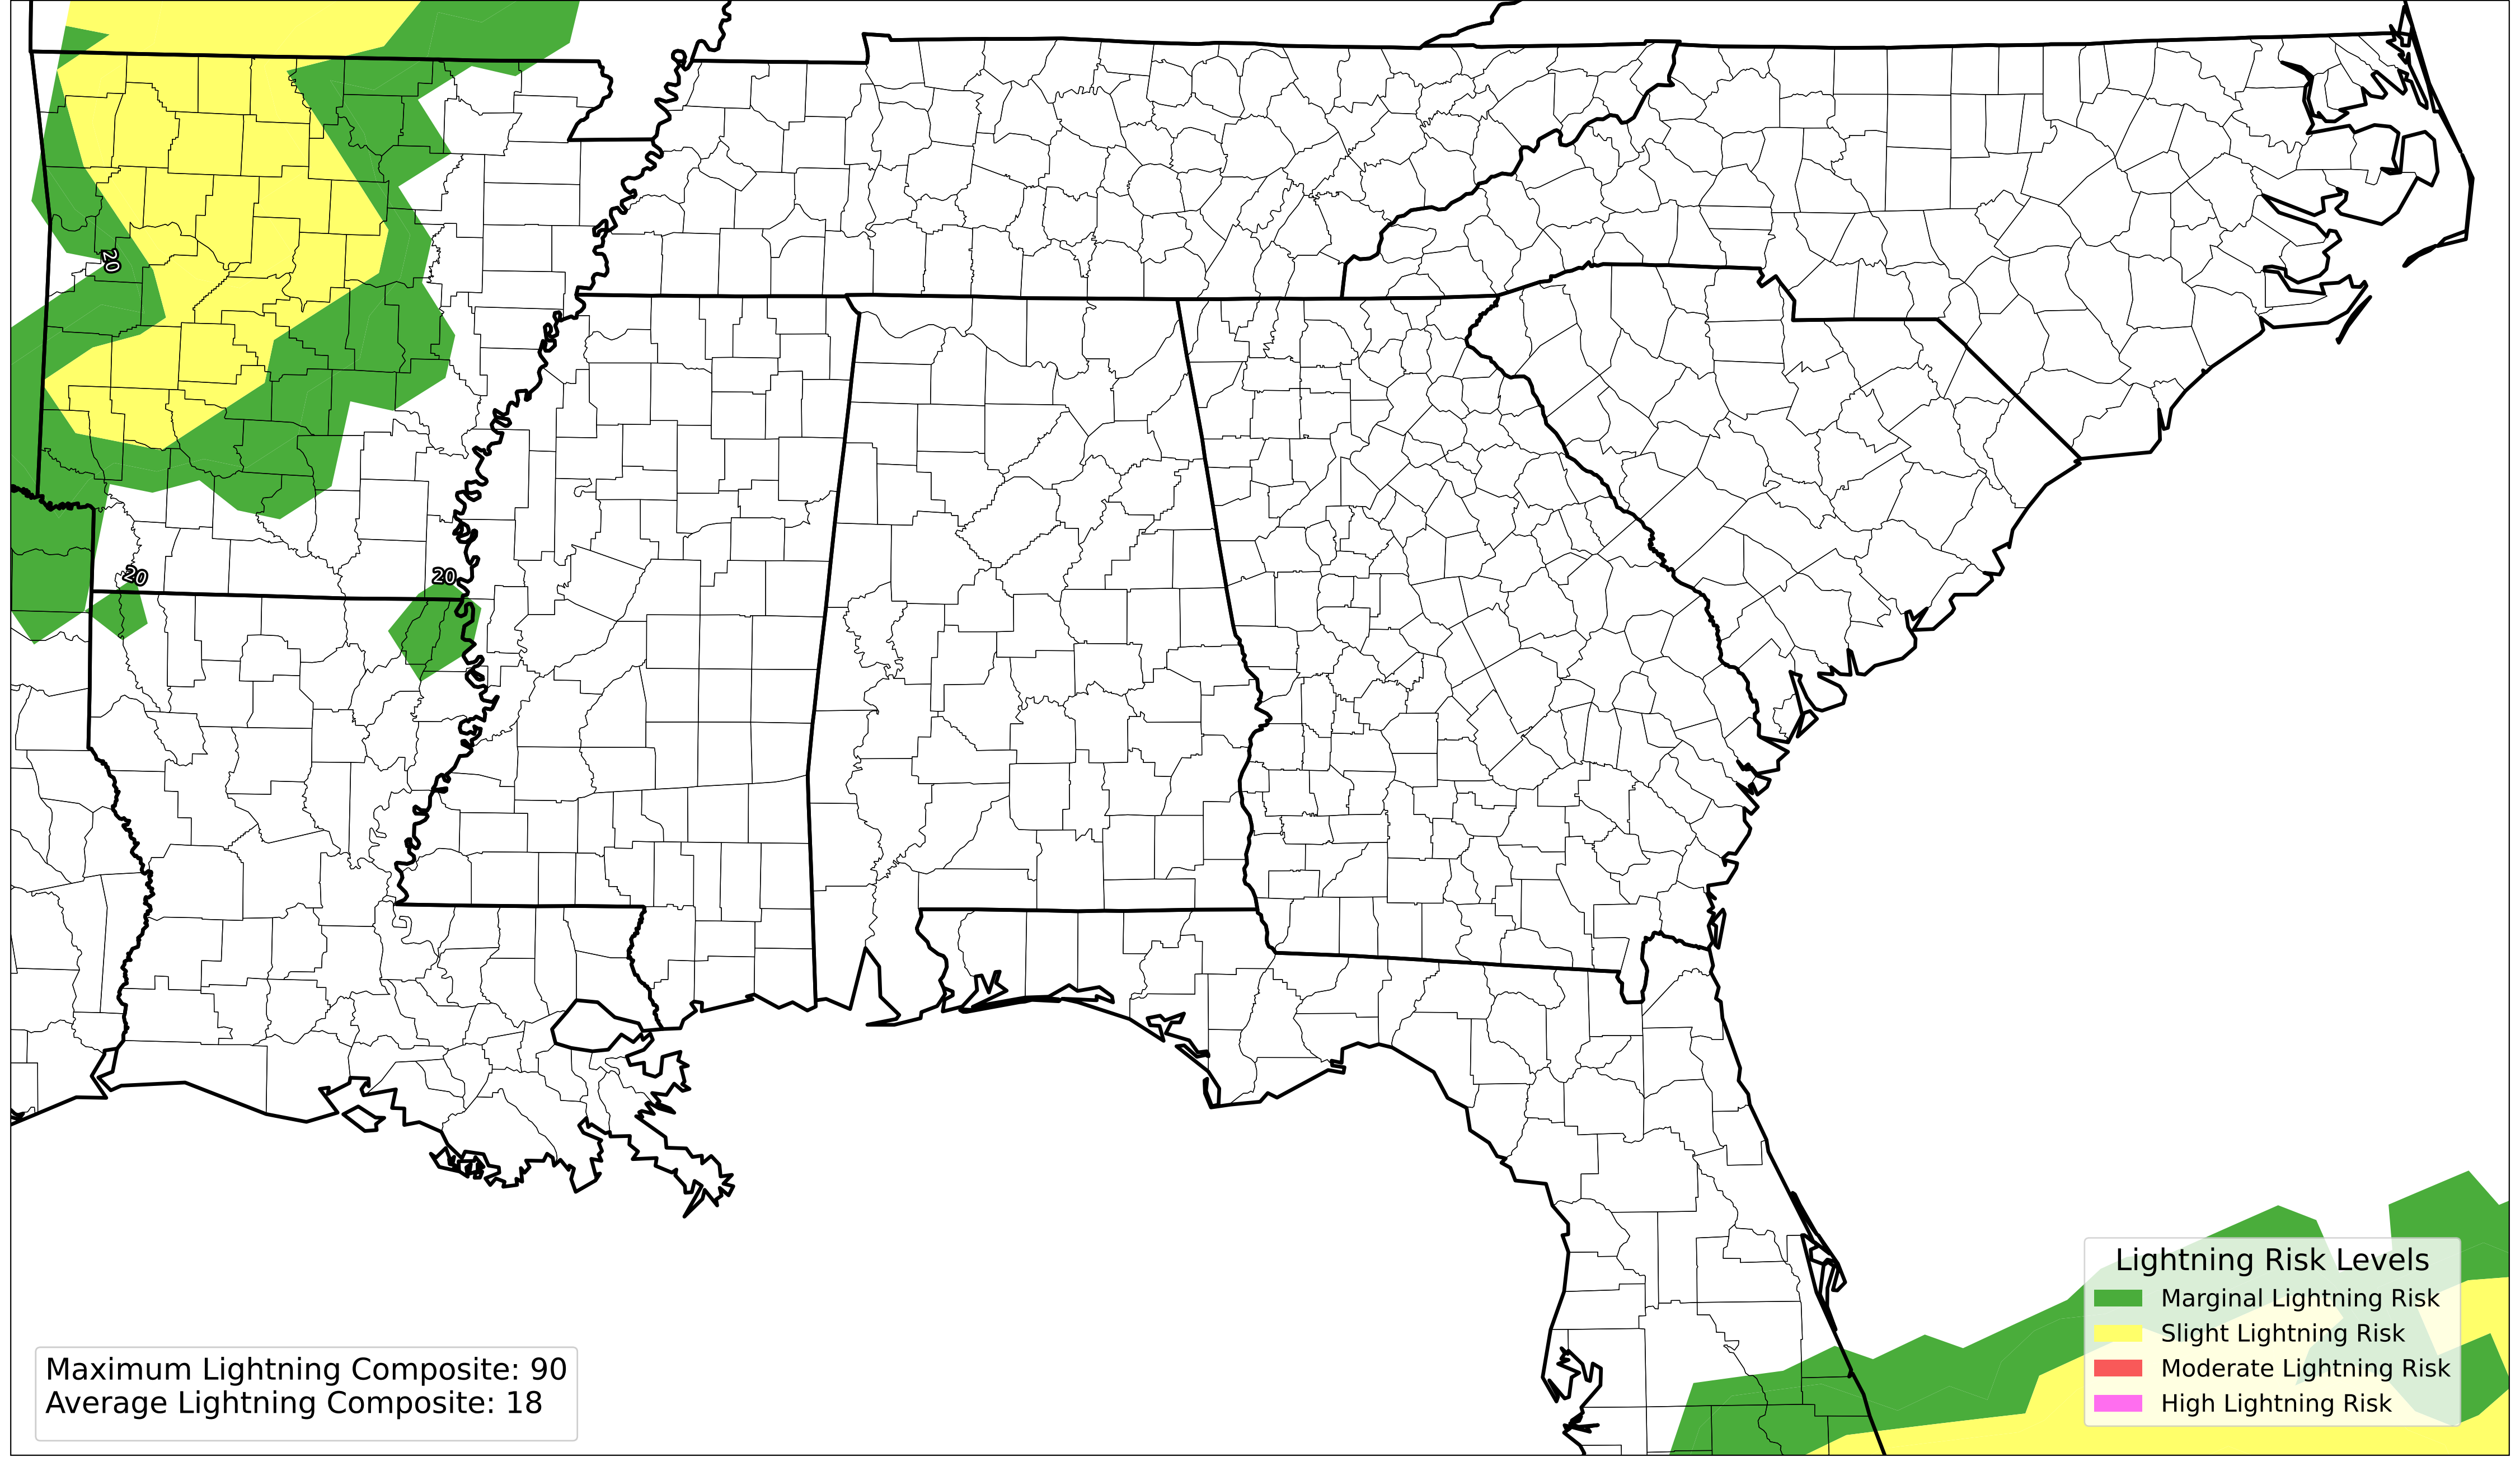 20
20
20
Lightning Risk Levels
Marginal Lightning Risk
Slight Lightning Risk
Moderate Lightning Risk
High Lightning Risk
Maximum Lightning Composite: 90
Average Lightning Composite: 18